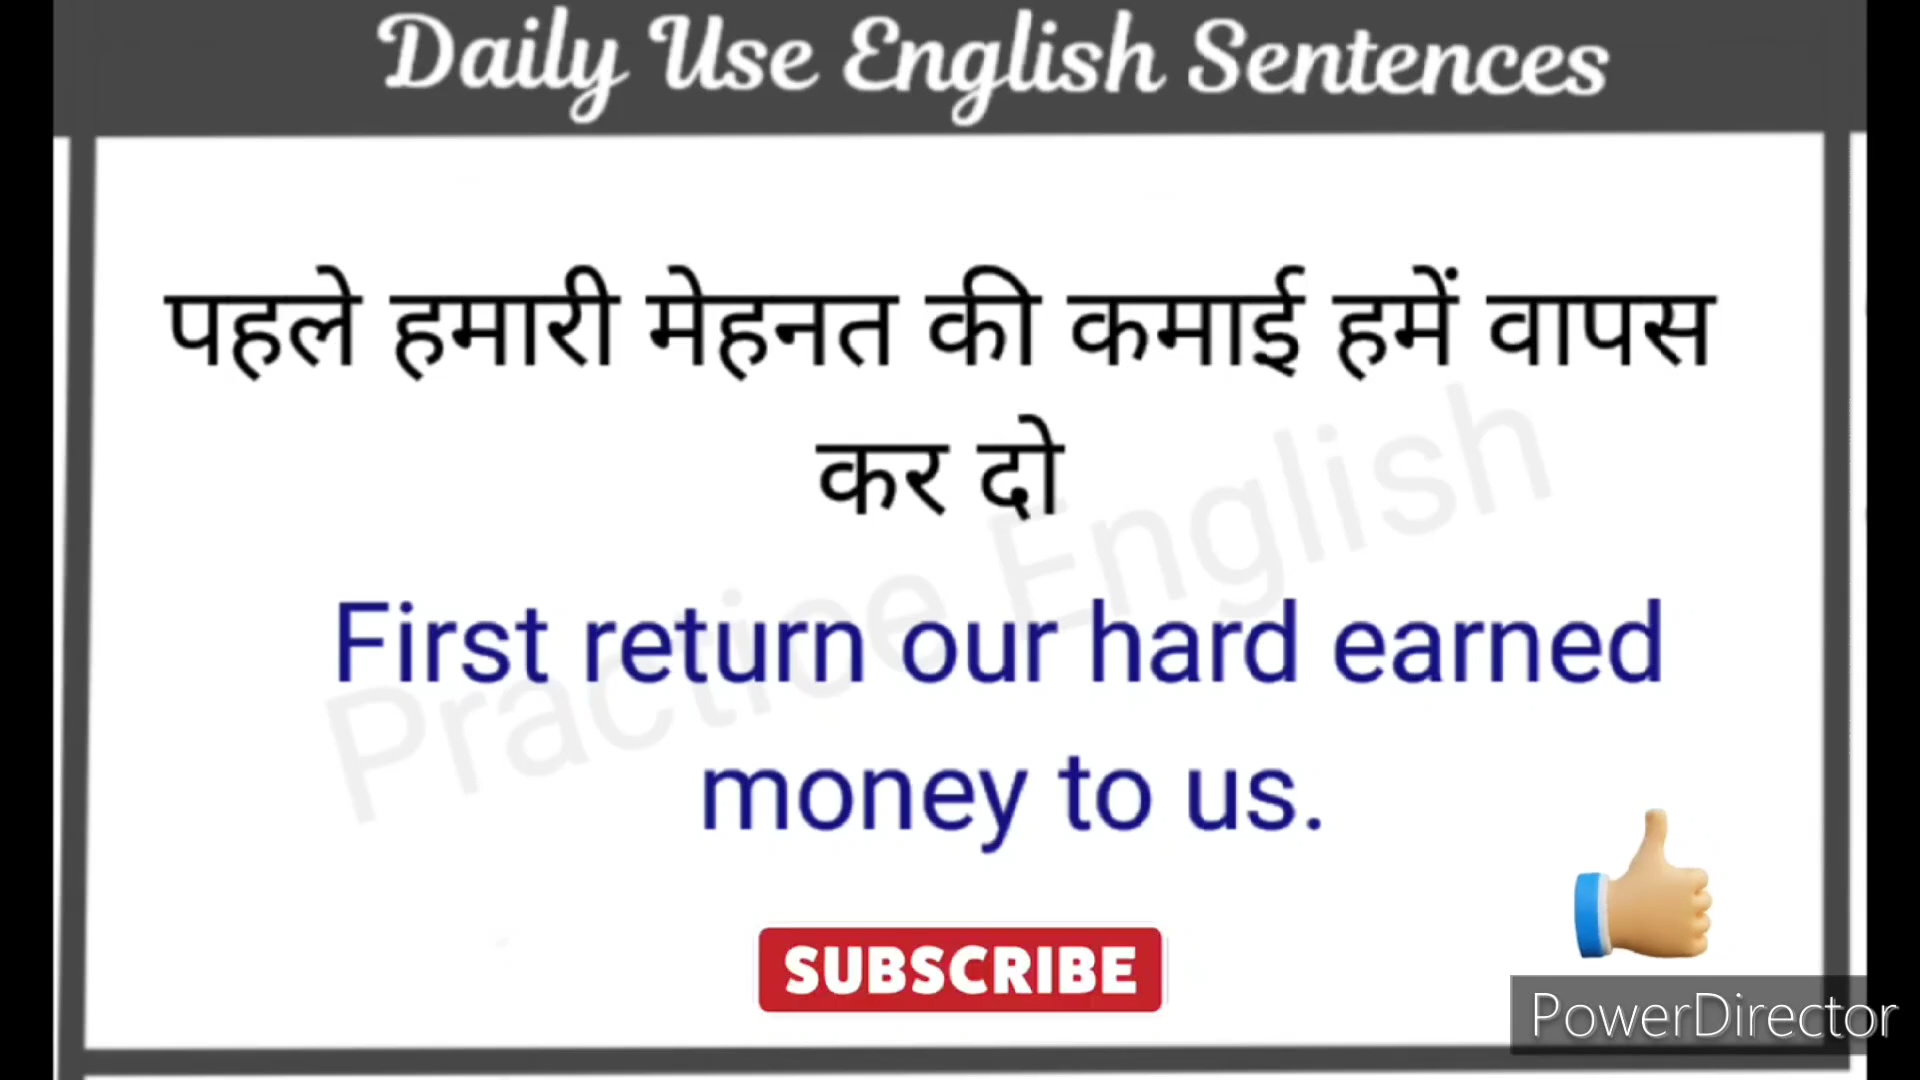 Daily Use English Sentences
पहले हमारी मेहनत की कमाई हमें वापस
कर दो
Practice English
First return our hard earned
money to us.
SUBSCRIBE
PowerDirector